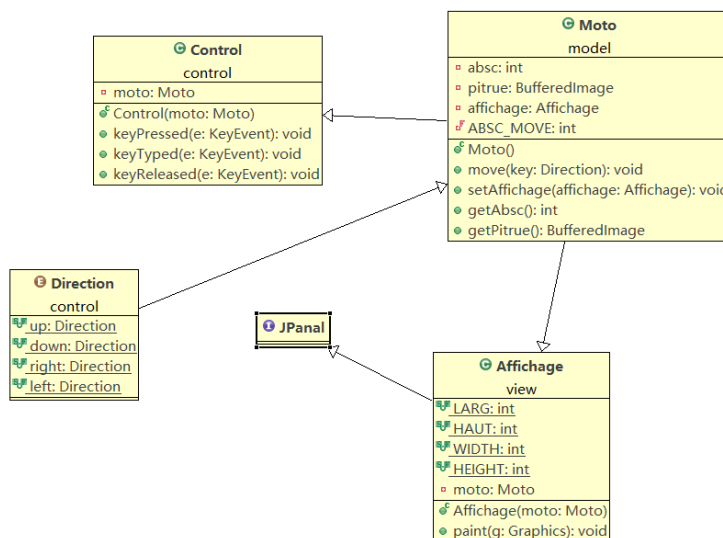 Control
control
moto: Moto
Control(moto: Moto)
keyPressed(e: KeyEvent): void
keyTyped(e: KeyEvent): void
keyReleased(e: KeyEvent): void
Moto
model
absc: int
pitrue: BufferedImage
affichage: Affichage
ABSC_MOVE: int
Moto()
move(key: Direction): void
setAffichage(affichage: Affichage): void
getAbsc(): int
getPitrue(): BufferedImage
Direction
control
up: Direction
down: Direction
right: Direction
left: Direction
JPanal
Affichage
view
LARG: int
HAUT: int
WIDTH: int
HEIGHT: int
moto: Moto
Affichage(moto: Moto)
paint(g: Graphics): void